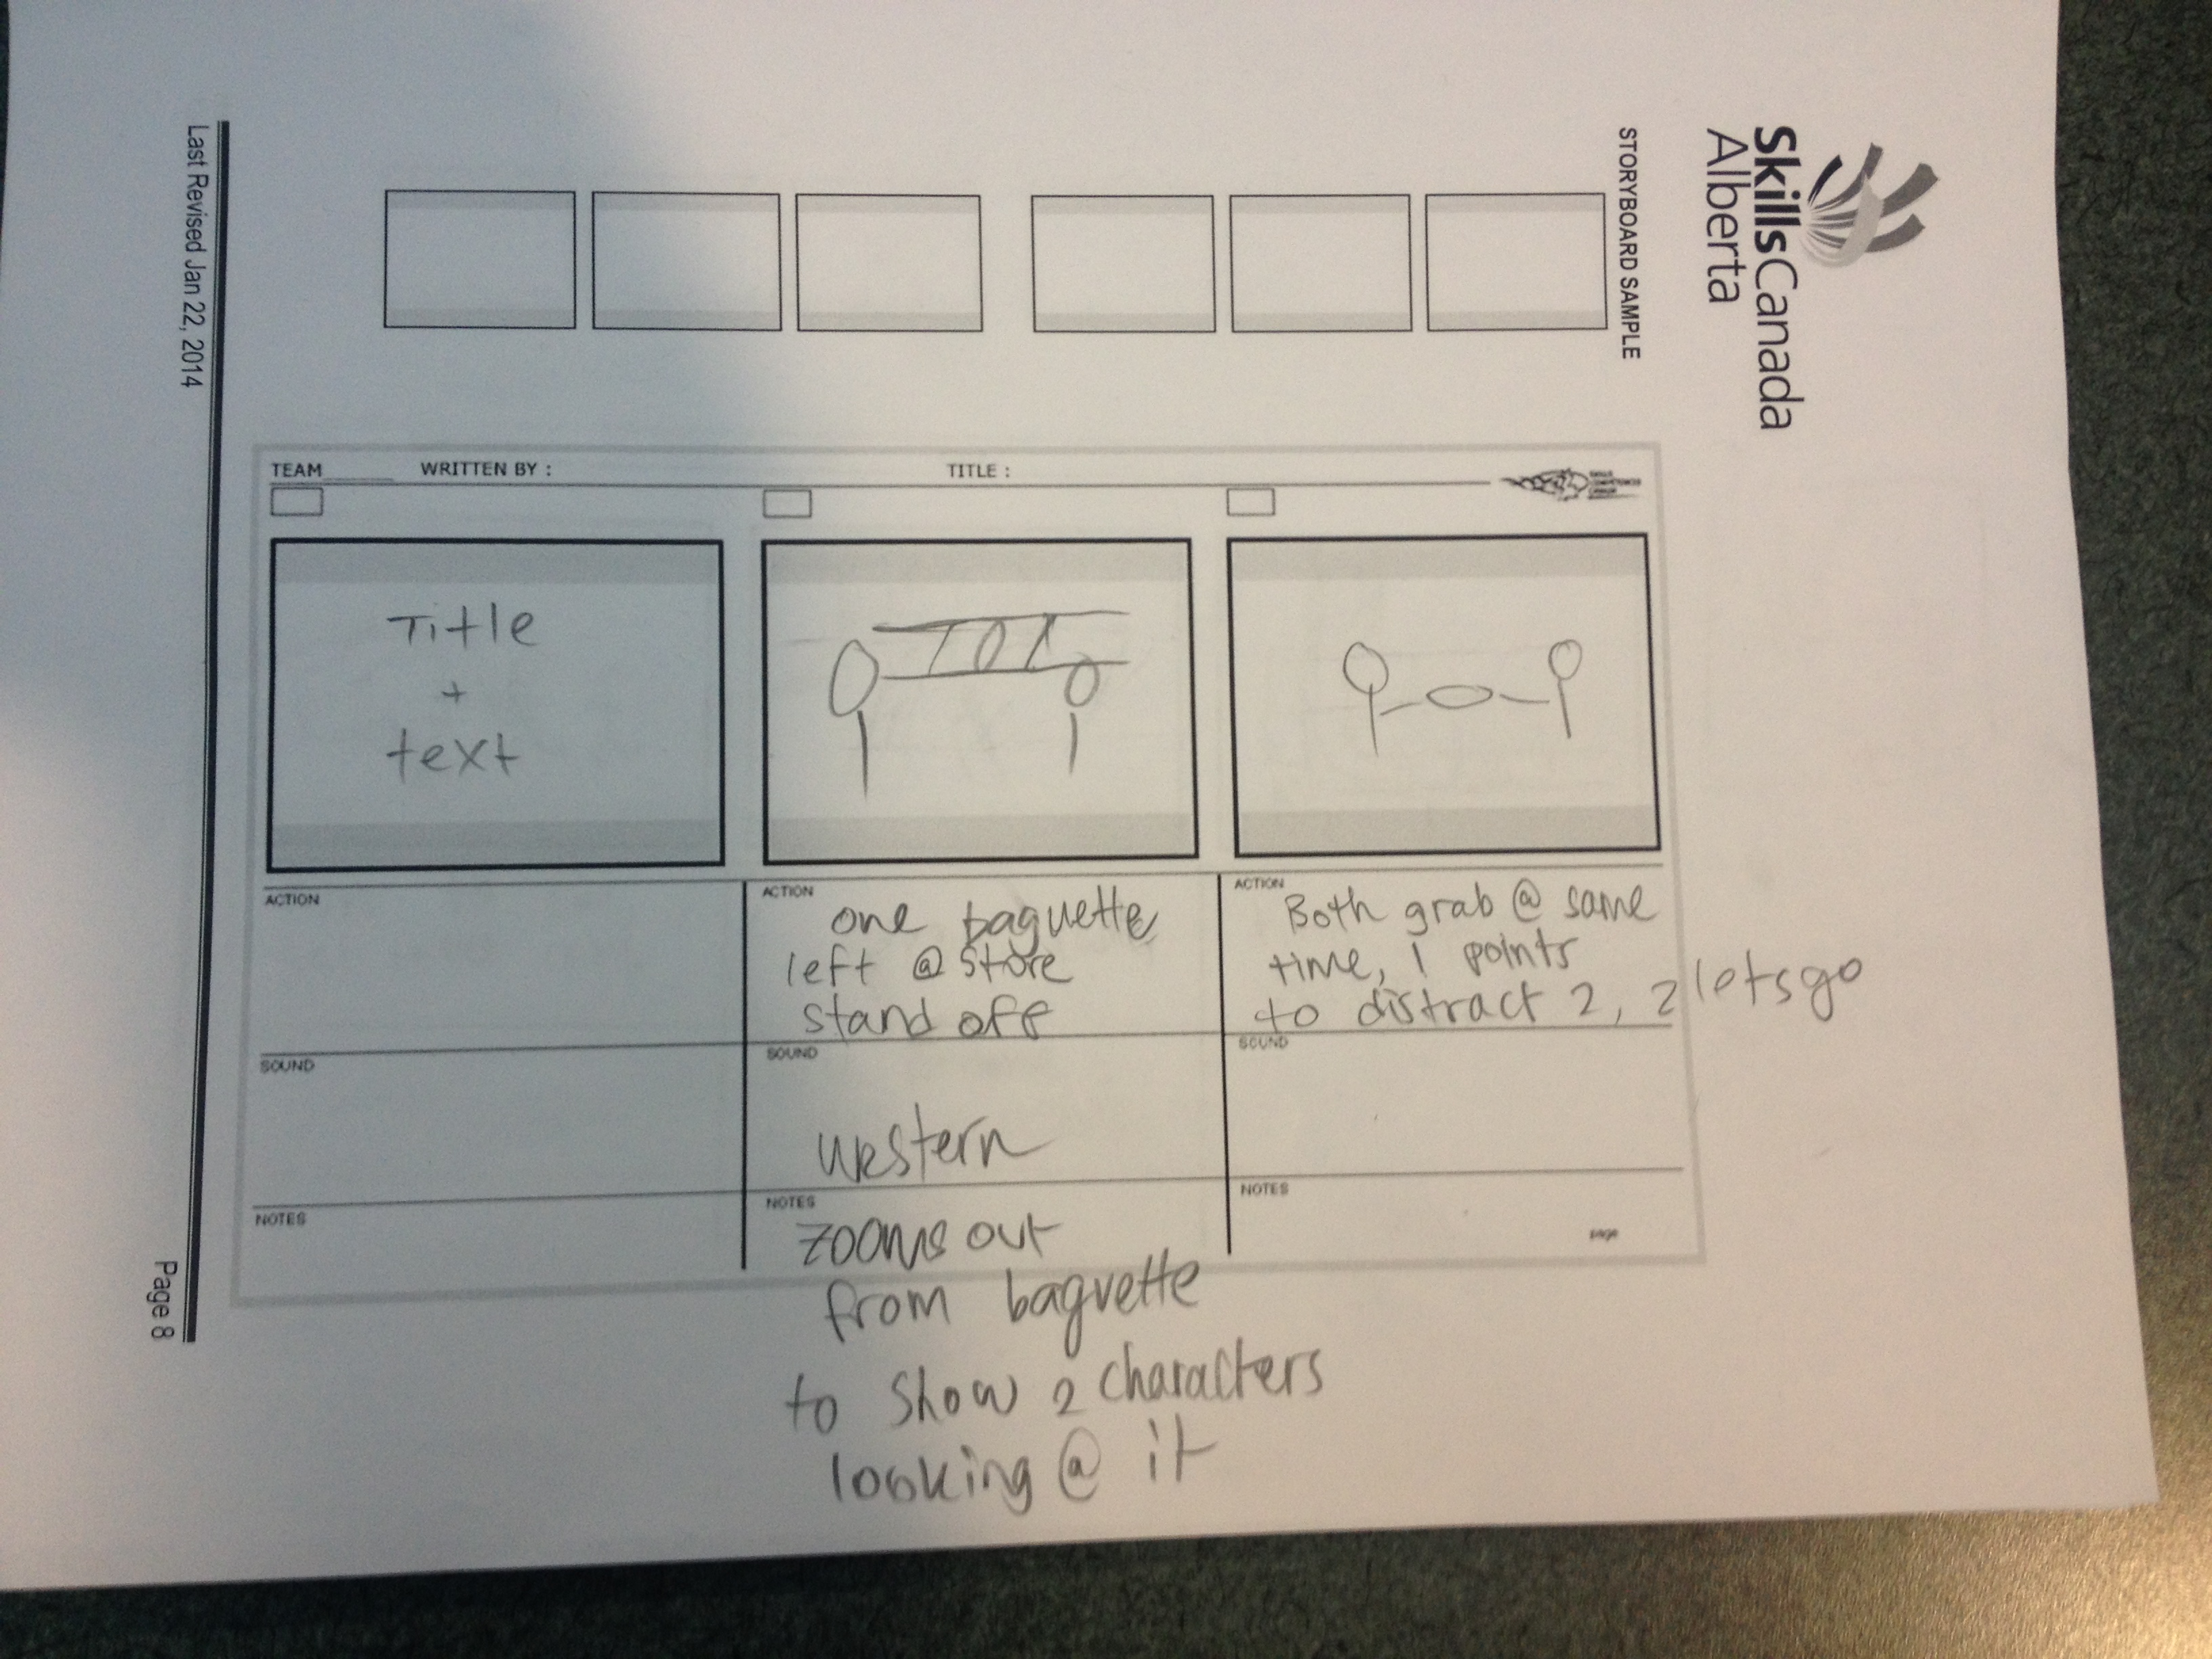 SkillsCanada
Alberta
STORYBOARD SAMPLE
TEAM______ WRITTEN BY : TITLE :
Title
+
text
ACTION
SOUND
NOTES
ACTION
one baguette
left @ store
stand off
SOUND
western
NOTES
zooms out
from baguette
to show 2 characters
looking @ it
ACTION
Both grab @ same
time, 1 points
to distract 2, 2 lets go
SOUND
NOTES
page
Last Revised Jan 22, 2014
Page 8